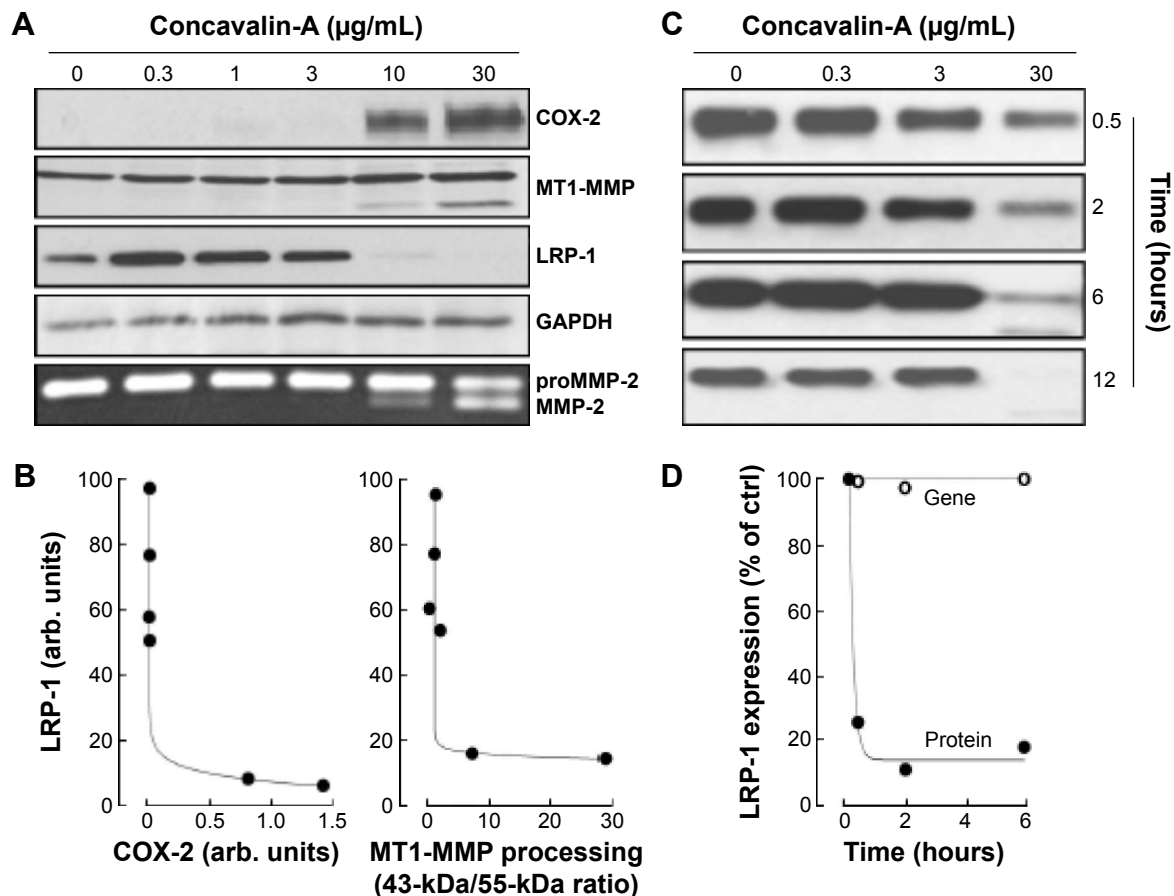 A
Concavalin-A (µg/mL)
0 0.3 1 3 10 30
COX-2
MT1-MMP
LRP-1
GAPDH
proMMP-2
MMP-2
C
Concavalin-A (µg/mL)
0 0.3 3 30
0.5
2
6
12
Time (hours)
B
LRP-1 (arb. units)
100
80
60
40
20
0
0 0.5 1.0 1.5
COX-2 (arb. units)
100
80
60
40
20
0
0 10 20 30
MT1-MMP processing
(43-kDa/55-kDa ratio)
D
LRP-1 expression (% of ctrl)
100
80
60
40
20
0
Gene
Protein
0 2 4 6
Time (hours)